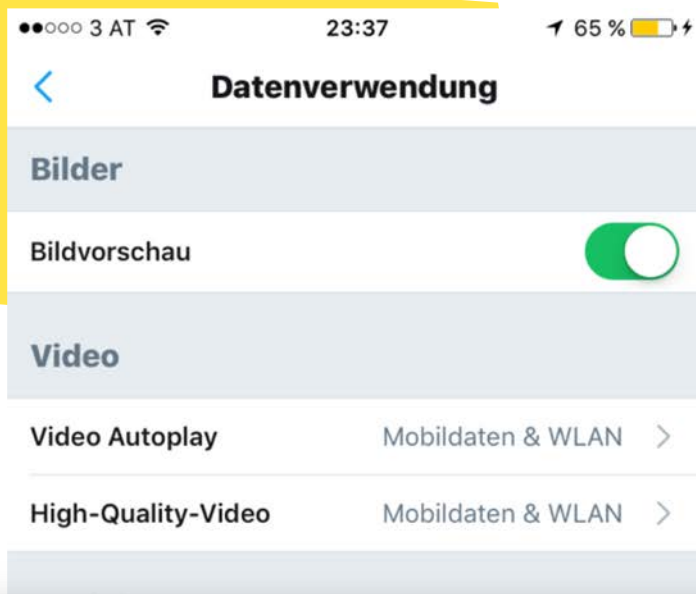 ●●○○○ 3 AT 23:37 65 %
Datenverwendung
Bilder
Bildvorschau
Video
Video Autoplay Mobildaten & WLAN
High-Quality-Video Mobildaten & WLAN